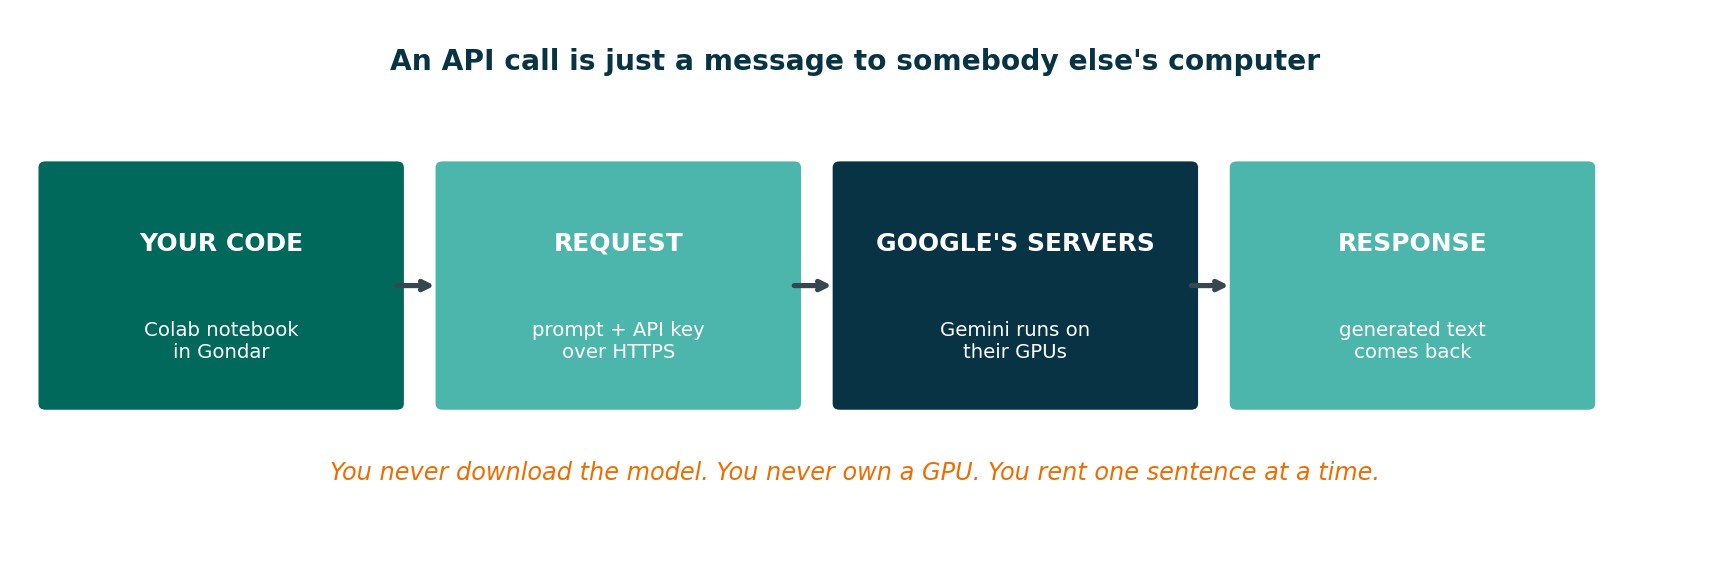 An API call is just a message to somebody else's computer
YOUR CODE
Colab notebook
in Gondar
REQUEST
prompt + API key
over HTTPS
GOOGLE'S SERVERS
Gemini runs on
their GPUs
RESPONSE
generated text
comes back
You never download the model. You never own a GPU. You rent one sentence at a time.